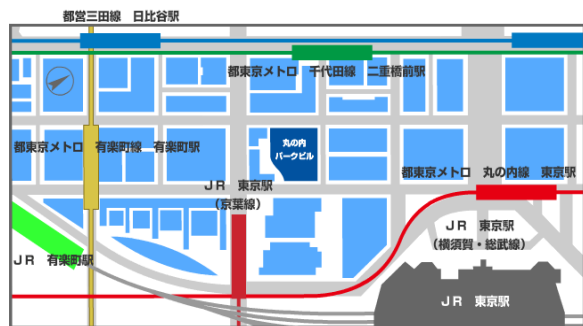 都営三田線　日比谷駅
都東京メトロ　千代田線　二重橋前駅
都東京メトロ　有楽町線　有楽町駅
丸の内
パークビル
都東京メトロ　丸の内線　東京駅
ＪＲ　東京駅
（京葉線）
ＪＲ　東京駅
（横須賀・総武線）
ＪＲ　有楽町駅
ＪＲ　東京駅